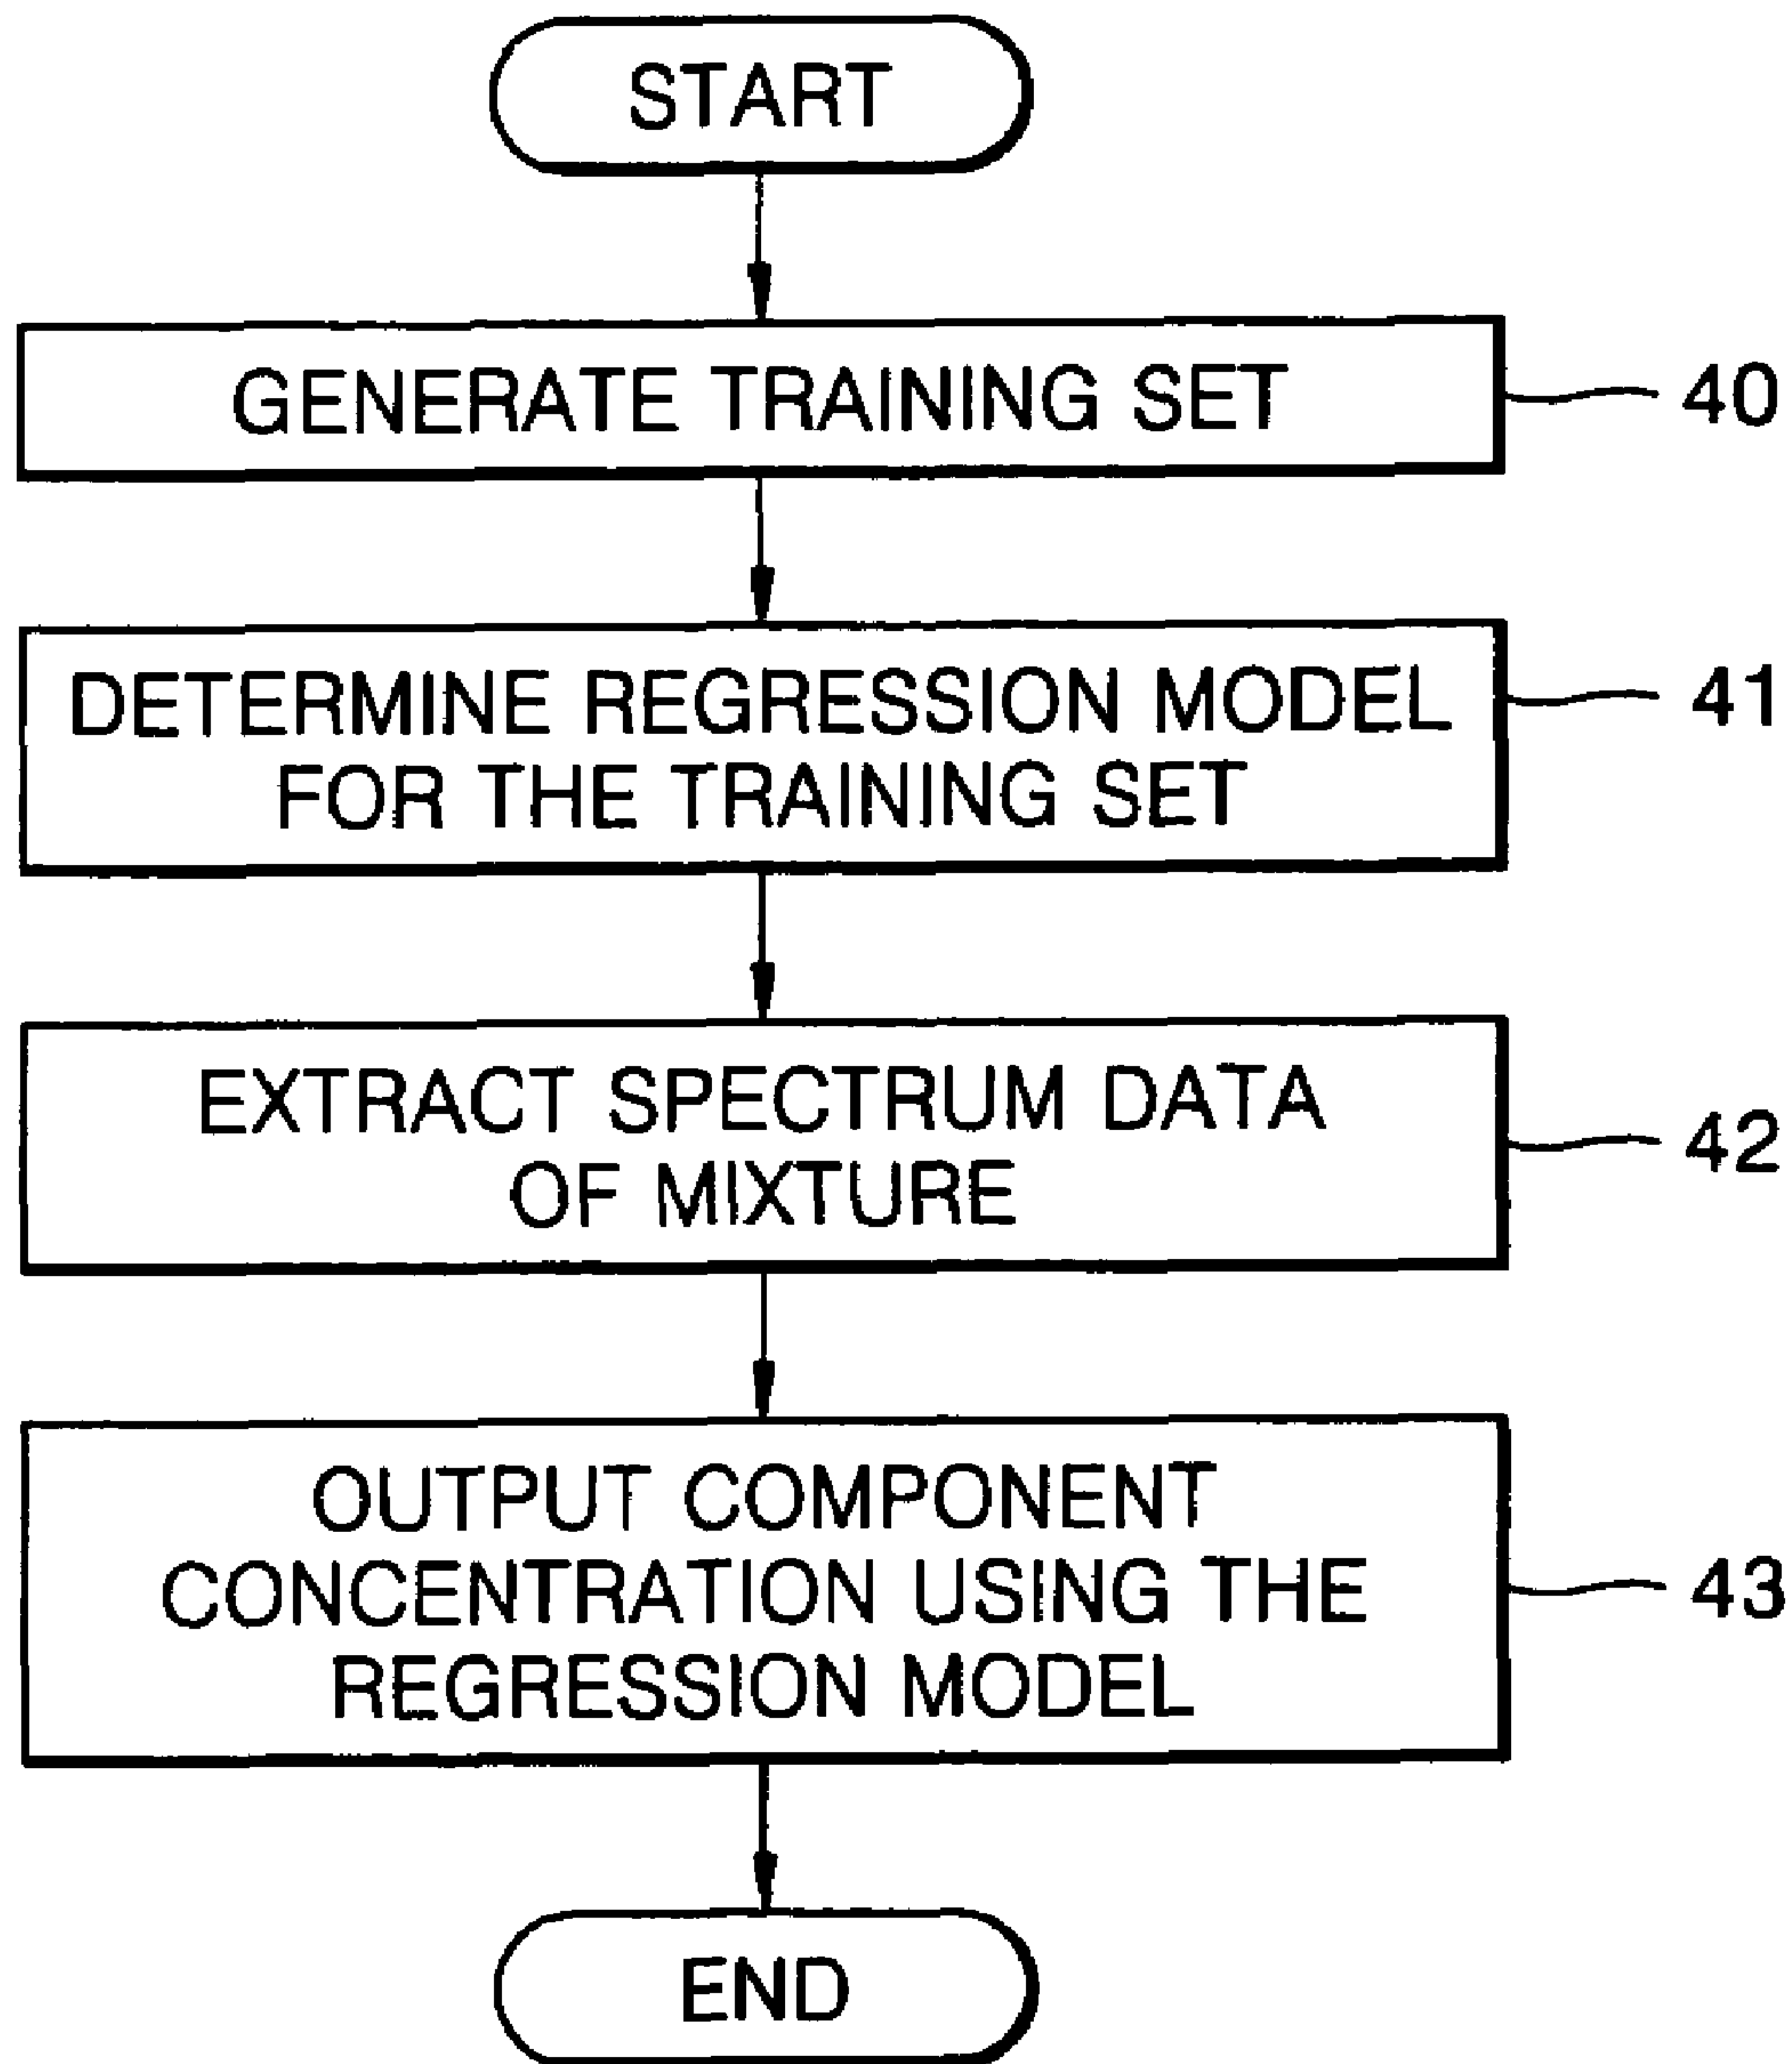 START
GENERATE TRAINING SET
40
DETERMINE REGRESSION MODEL
FOR THE TRAINING SET
41
EXTRACT SPECTRUM DATA
OF MIXTURE
42
OUTPUT COMPONENT
CONCENTRATION USING THE
REGRESSION MODEL
43
END